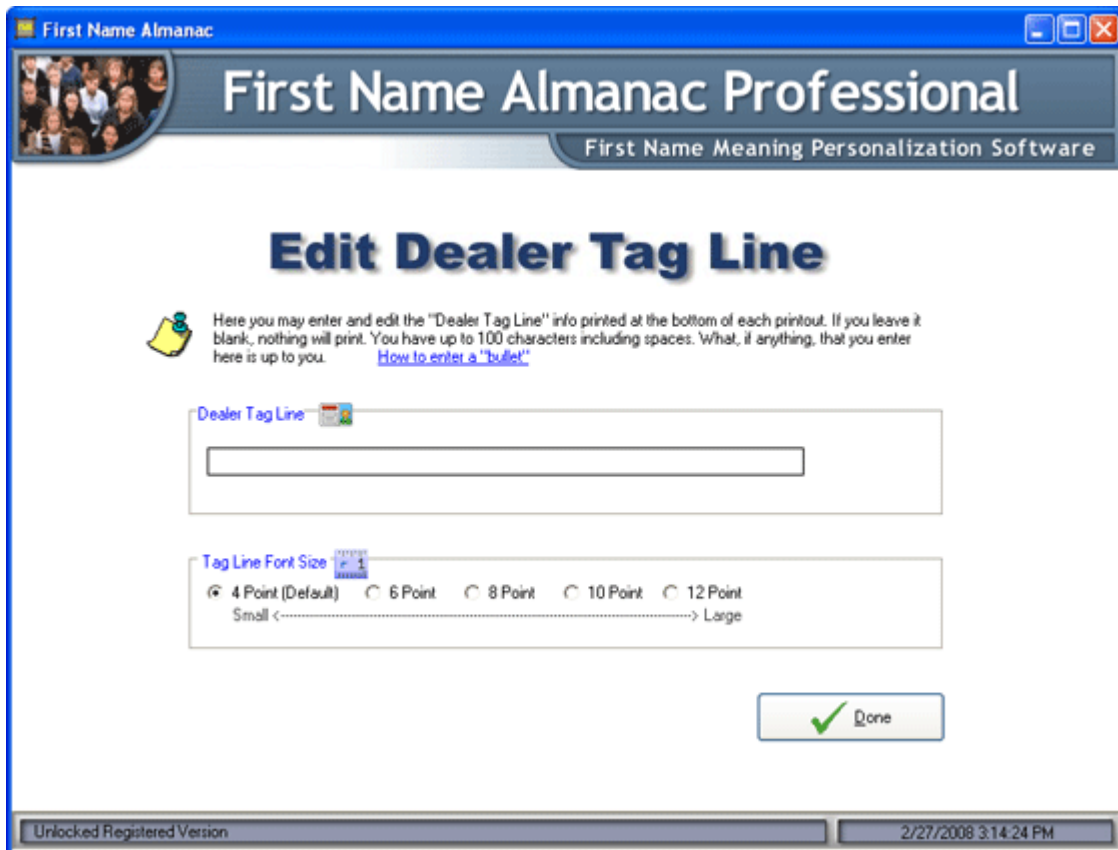 First Name Almanac
First Name Almanac Professional
First Name Meaning Personalization Software
Edit Dealer Tag Line
Here you may enter and edit the "Dealer Tag Line" info printed at the bottom of each printout. If you leave it
blank, nothing will print. You have up to 100 characters including spaces. What, if anything, that you enter
here is up to you. How to enter a "bullet"
Dealer Tag Line
Tag Line Font Size
4 Point (Default) 6 Point 8 Point 10 Point 12 Point
Small <-----------------------------------------------------------------------> Large
Done
Unlocked Registered Version 2/27/2008 3:14:24 PM